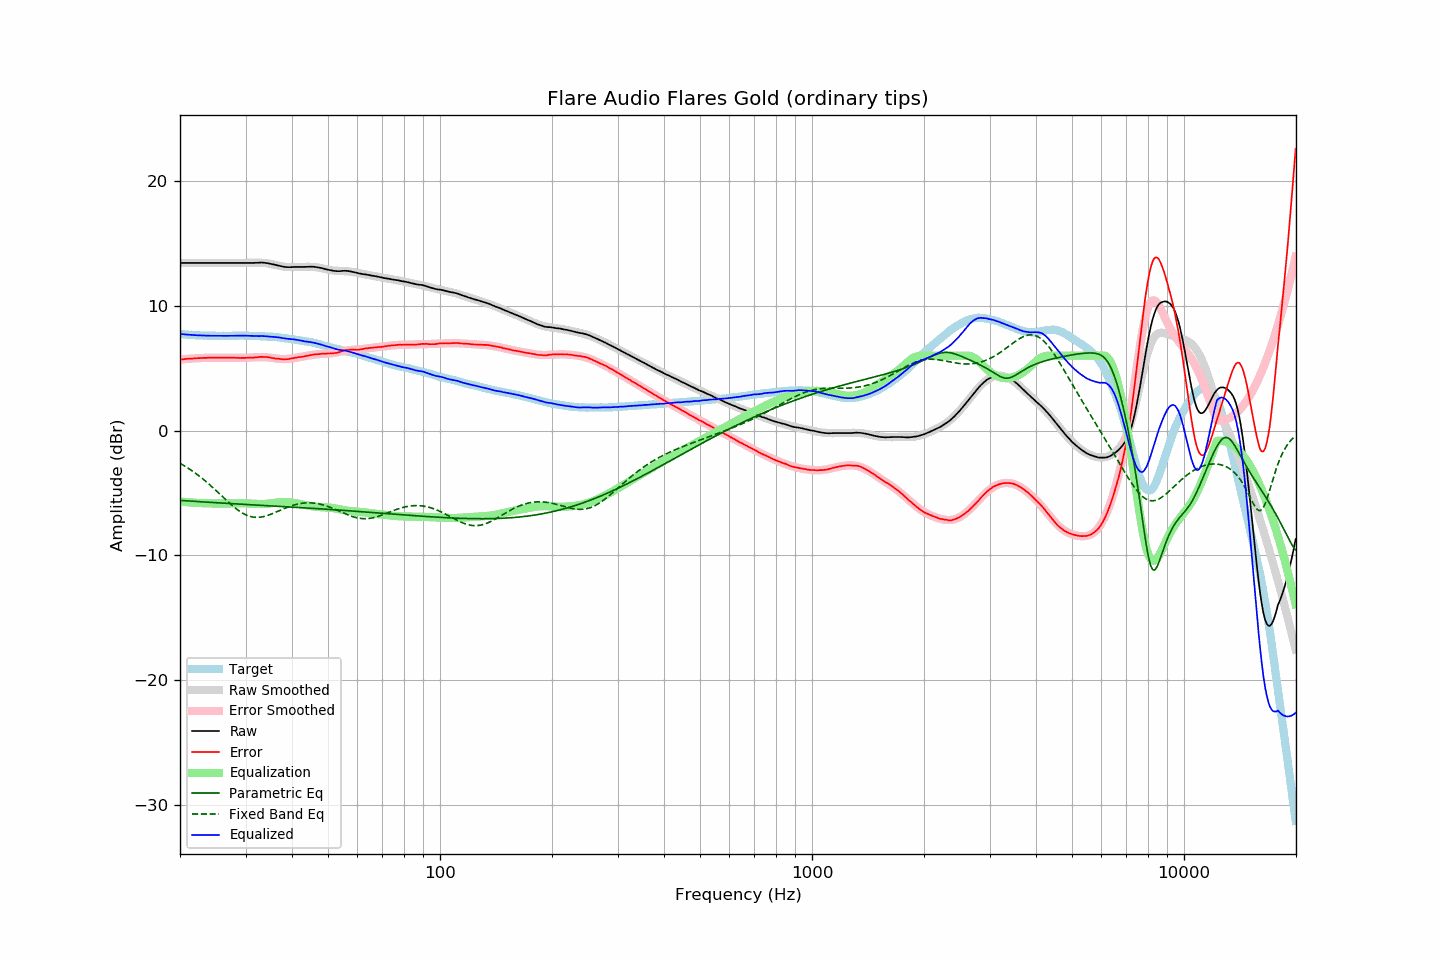 Flare Audio Flares Gold (ordinary tips)
Amplitude (dBr)
20
10
0
−10
−20
−30
Target
Raw Smoothed
Error Smoothed
Raw
Error
Equalization
Parametric Eq
Fixed Band Eq
Equalized
100 1000 10000
Frequency (Hz)